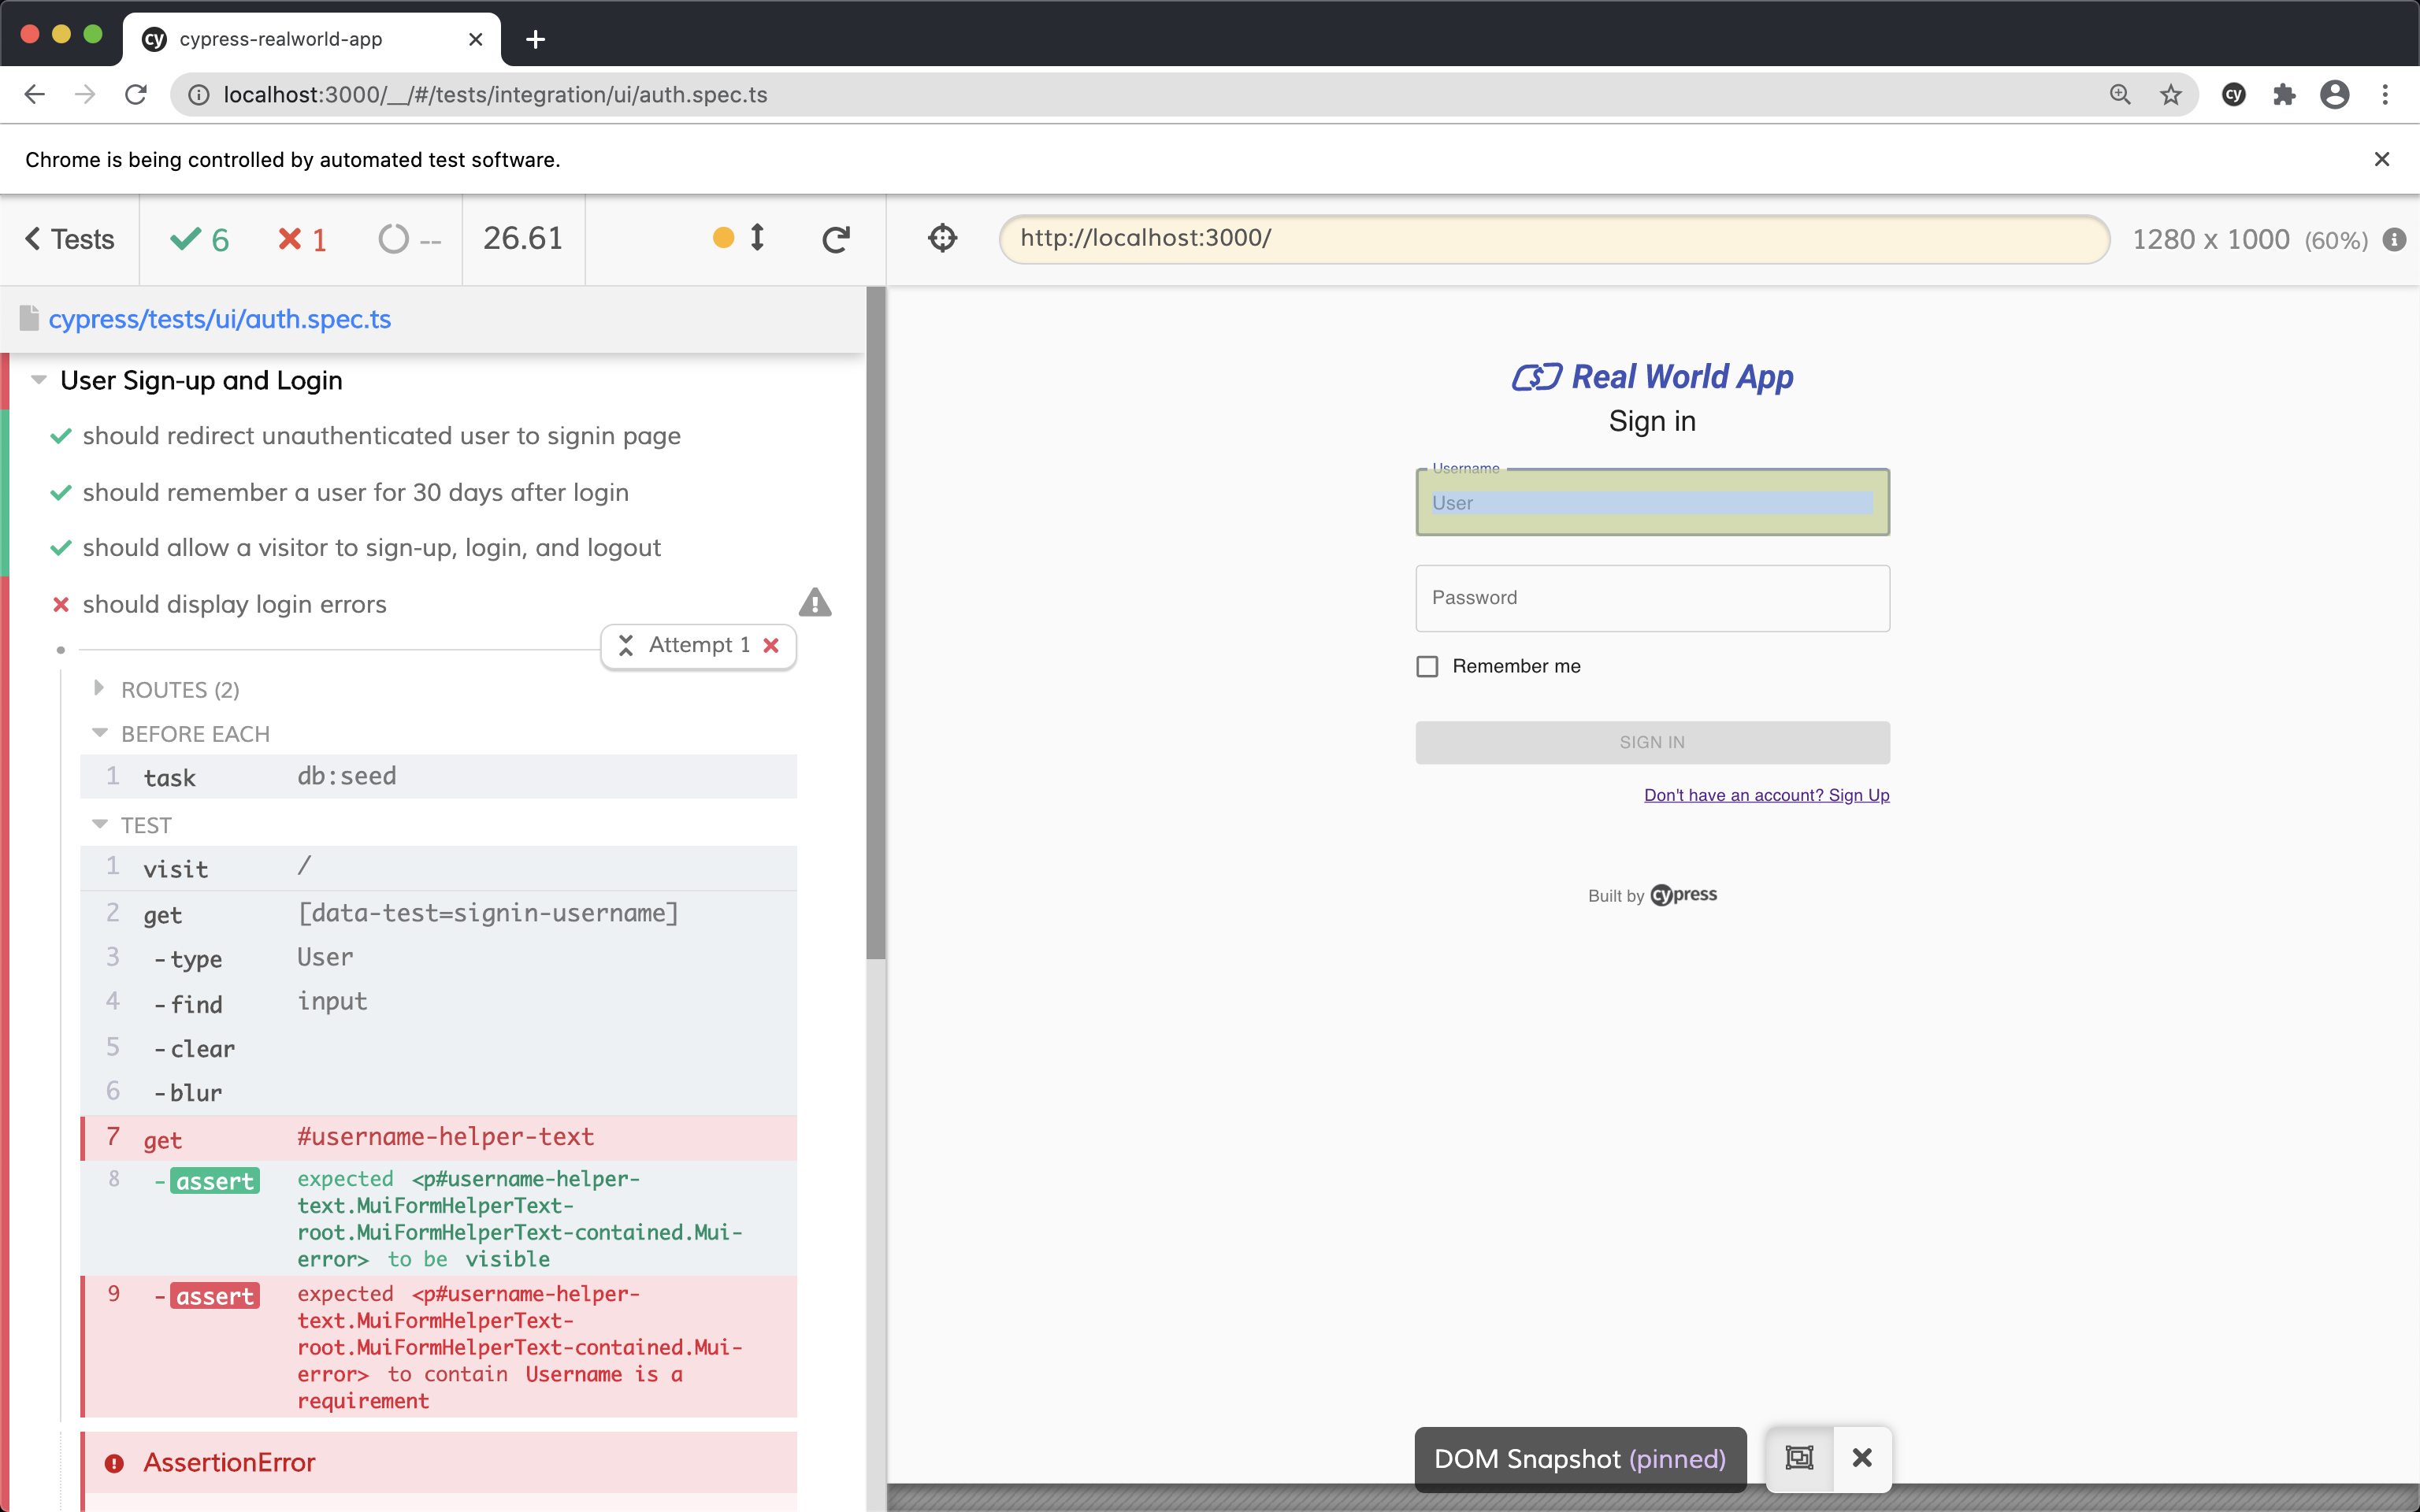 cy cypress-realworld-app
localhost:3000/__/#/tests/integration/ui/auth.spec.ts
cy
Chrome is being controlled by automated test software.
Tests 6 1 -- 26.61
http://localhost:3000/
1280 x 1000 (60%)
cypress/tests/ui/auth.spec.ts
User Sign-up and Login
should redirect unauthenticated user to signin page
should remember a user for 30 days after login
should allow a visitor to sign-up, login, and logout
should display login errors
Attempt 1
ROUTES (2)
BEFORE EACH
1 task db:seed
TEST
1 visit /
2 get [data-test=signin-username]
3 -type User
4 -find input
5 -clear
6 -blur
7 get #username-helper-text
8 -assert expected <p#username-helper-
text.MuiFormHelperText-
root.MuiFormHelperText-contained.Mui-
error> to be visible
9 -assert expected <p#username-helper-
text.MuiFormHelperText-
root.MuiFormHelperText-contained.Mui-
error> to contain Username is a
requirement
AssertionError
Real World App
Sign in
Username
User
Password
Remember me
SIGN IN
Don't have an account? Sign Up
Built by cypress
DOM Snapshot (pinned)